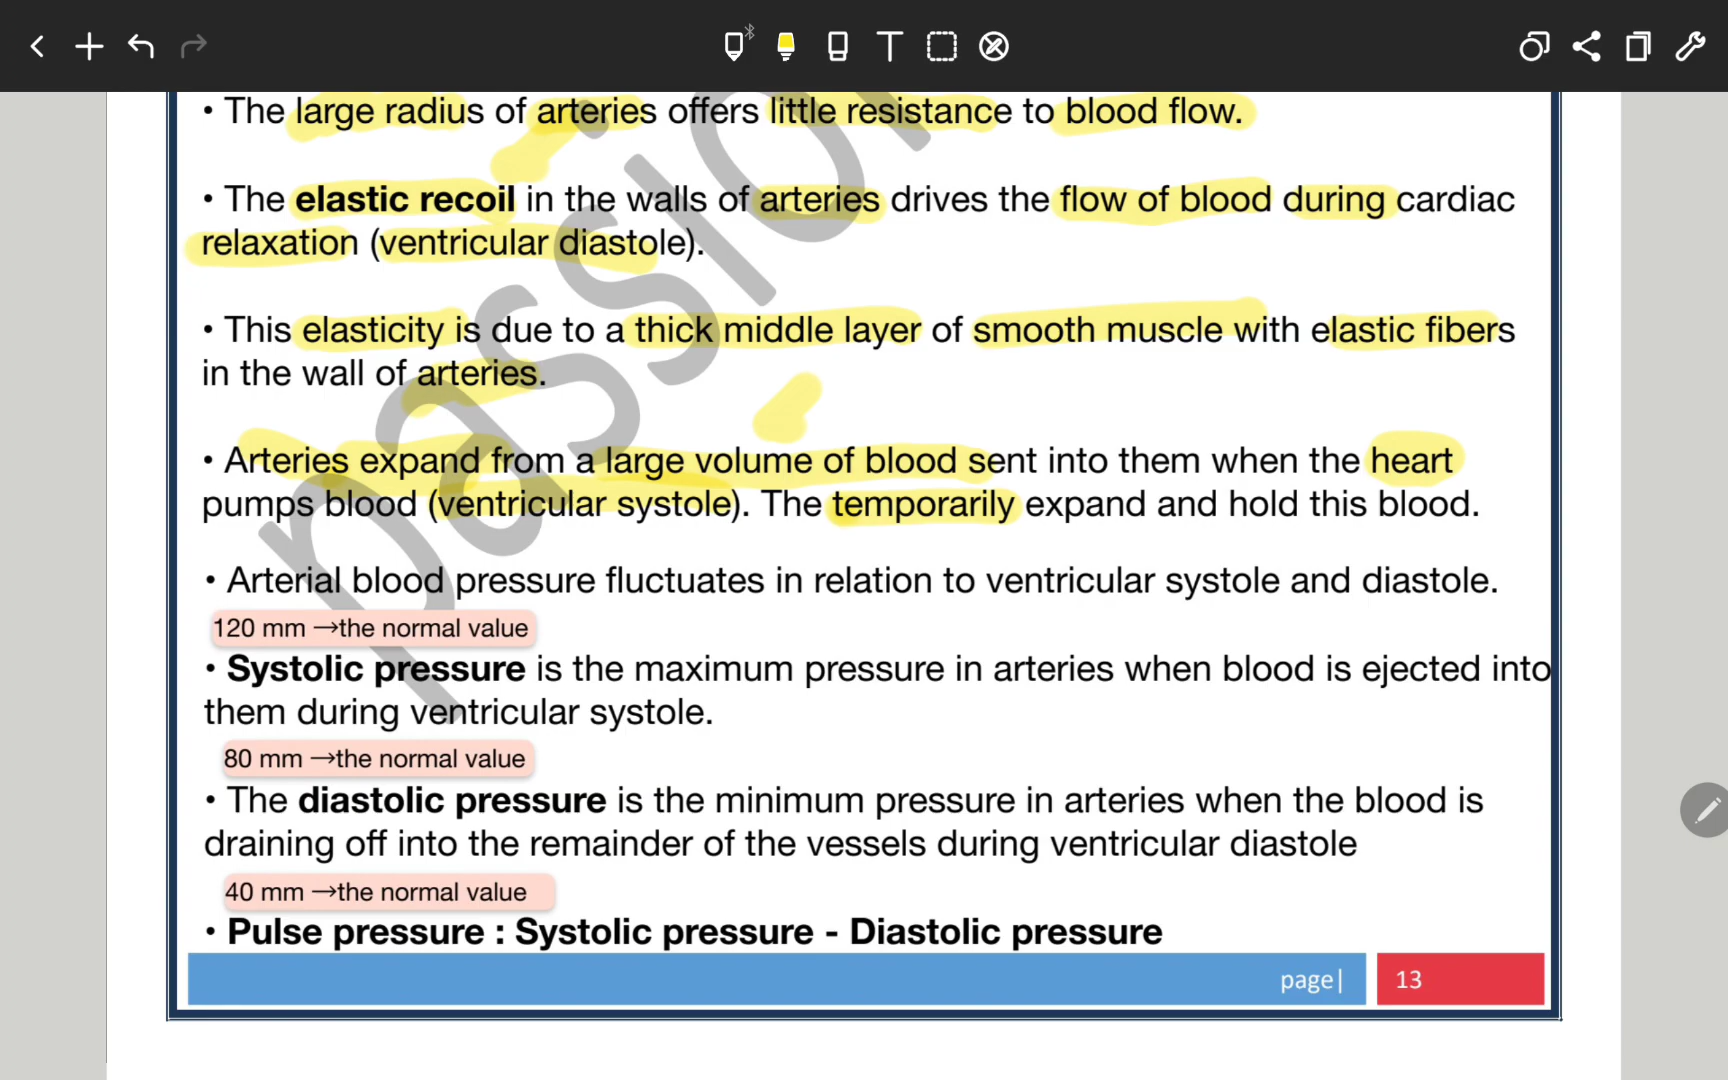 • The large radius of arteries offers little resistance to blood flow.
• The elastic recoil in the walls of arteries drives the flow of blood during cardiac
relaxation (ventricular diastole).
• This elasticity is due to a thick middle layer of smooth muscle with elastic fibers
in the wall of arteries.
• Arteries expand from a large volume of blood sent into them when the heart
pumps blood (ventricular systole). The temporarily expand and hold this blood.
• Arterial blood pressure fluctuates in relation to ventricular systole and diastole.
120 mm →the normal value
• Systolic pressure is the maximum pressure in arteries when blood is ejected into
them during ventricular systole.
80 mm →the normal value
• The diastolic pressure is the minimum pressure in arteries when the blood is
draining off into the remainder of the vessels during ventricular diastole
40 mm →the normal value
• Pulse pressure : Systolic pressure - Diastolic pressure
page| 13